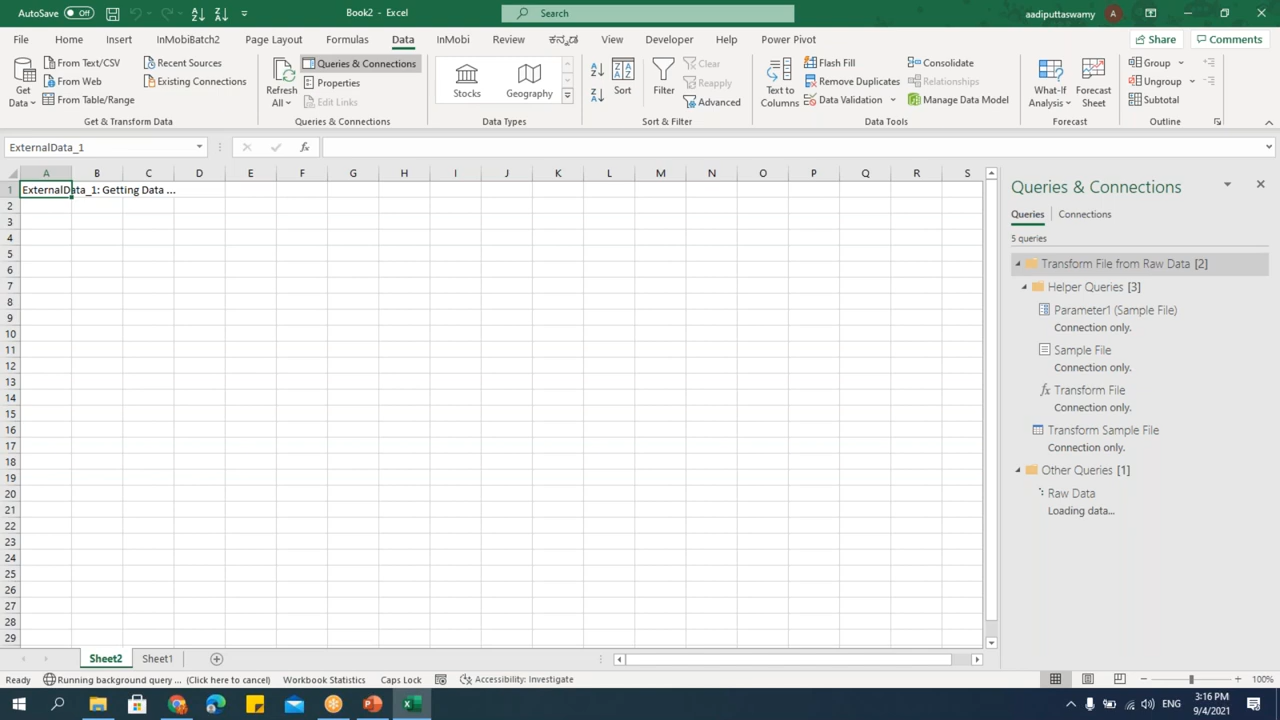 AutoSave Off Book2 - Excel Search aadiputtaswamy A
File Home Insert InMobiBatch2 Page Layout Formulas Data InMobi Review ಕನ್ನಡ View Developer Help Power Pivot Share Comments
Get Data
From Text/CSV
From Web
From Table/Range
Recent Sources
Existing Connections
Get & Transform Data
Refresh All
Queries & Connections
Properties
Edit Links
Queries & Connections
Stocks
Geography
Data Types
Sort
Filter
Clear
Reapply
Advanced
Sort & Filter
Text to Columns
Flash Fill
Remove Duplicates
Data Validation
Consolidate
Relationships
Manage Data Model
Data Tools
What-If Analysis
Forecast Sheet
Forecast
Group
Ungroup
Subtotal
Outline
ExternalData_1 fx
A B C D E F G H I J K L M N O P Q R S
1 ExternalData_1: Getting Data ...
2
3
4
5
6
7
8
9
10
11
12
13
14
15
16
17
18
19
20
21
22
23
24
25
26
27
28
29
Queries & Connections
Queries Connections
5 queries
Transform File from Raw Data [2]
Helper Queries [3]
Parameter1 (Sample File)
Connection only.
Sample File
Connection only.
fx Transform File
Connection only.
Transform Sample File
Connection only.
Other Queries [1]
Raw Data
Loading data...
Sheet2 Sheet1
Ready Running background query ... (Click here to cancel) Workbook Statistics Caps Lock Accessibility: Investigate 100%
ENG
3:16 PM
9/4/2021